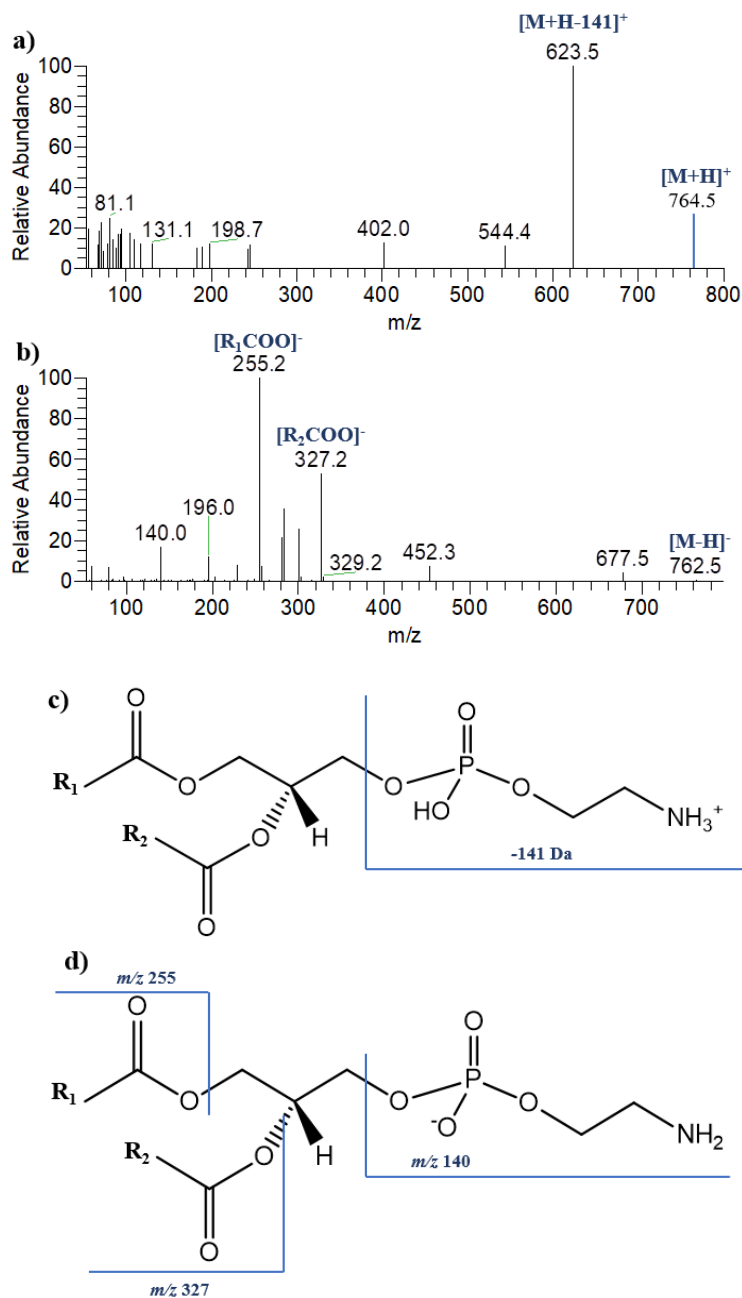 a)
[M+H-141]⁺
623.5
[M+H]⁺
764.5
Relative Abundance
100
80
60
40
20
0
81.1
131.1
198.7
402.0
544.4
100 200 300 400 500 600 700 800
m/z
b)
[R₁COO]⁻
255.2
[R₂COO]⁻
327.2
Relative Abundance
100
80
60
40
20
0
140.0
196.0
329.2
452.3
677.5
[M-H]⁻
762.5
100 200 300 400 500 600 700
m/z
c)
O
O
R₁
O
O
P
O
HO
NH₃⁺
R₂
O
H
O
-141 Da
d)
m/z 255
O
O
R₁
O
O
P
O
⁻O
NH₂
R₂
O
H
m/z 140
O
m/z 327